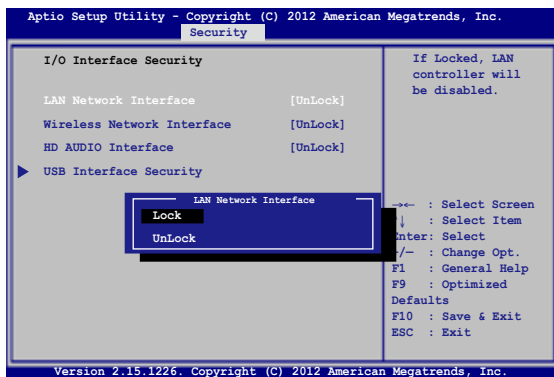 Aptio Setup Utility - Copyright (C) 2012 American Megatrends, Inc.
Security
I/O Interface Security
LAN Network Interface [UnLock]
Wireless Network Interface [UnLock]
HD AUDIO Interface [UnLock]
USB Interface Security
If Locked, LAN
controller will
be disabled.
LAN Network Interface
Lock
UnLock
→← : Select Screen
↓ : Select Item
Enter: Select
/— : Change Opt.
F1 : General Help
F9 : Optimized
Defaults
F10 : Save & Exit
ESC : Exit
Version 2.15.1226. Copyright (C) 2012 American Megatrends, Inc.